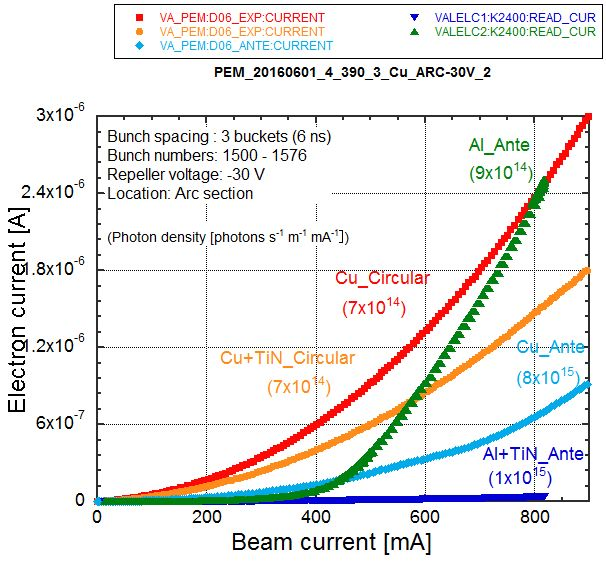 VA_PEM:D06_EXP:CURRENT
VALELC1:K2400:READ_CUR
VA_PEM:D06_EXP:CURRENT
VALELC2:K2400:READ_CUR
VA_PEM:D06_ANTE:CURRENT
PEM_20160601_4_390_3_Cu_ARC-30V_2
3x10⁻⁶
Bunch spacing : 3 buckets (6 ns)
Bunch numbers: 1500 - 1576
Repeller voltage: -30 V
Location: Arc section
(Photon density [photons s⁻¹ m⁻¹ mA⁻¹])
Al_Ante
(9x10¹⁴)
2.4x10⁻⁶
1.8x10⁻⁶
Cu_Circular
(7x10¹⁴)
1.2x10⁻⁶
Cu+TiN_Circular
(7x10¹⁴)
Cu_Ante
(8x10¹⁵)
6x10⁻⁷
Al+TiN_Ante
(1x10¹⁵)
0
0 200 400 600 800
Electron current [A]
Beam current [mA]